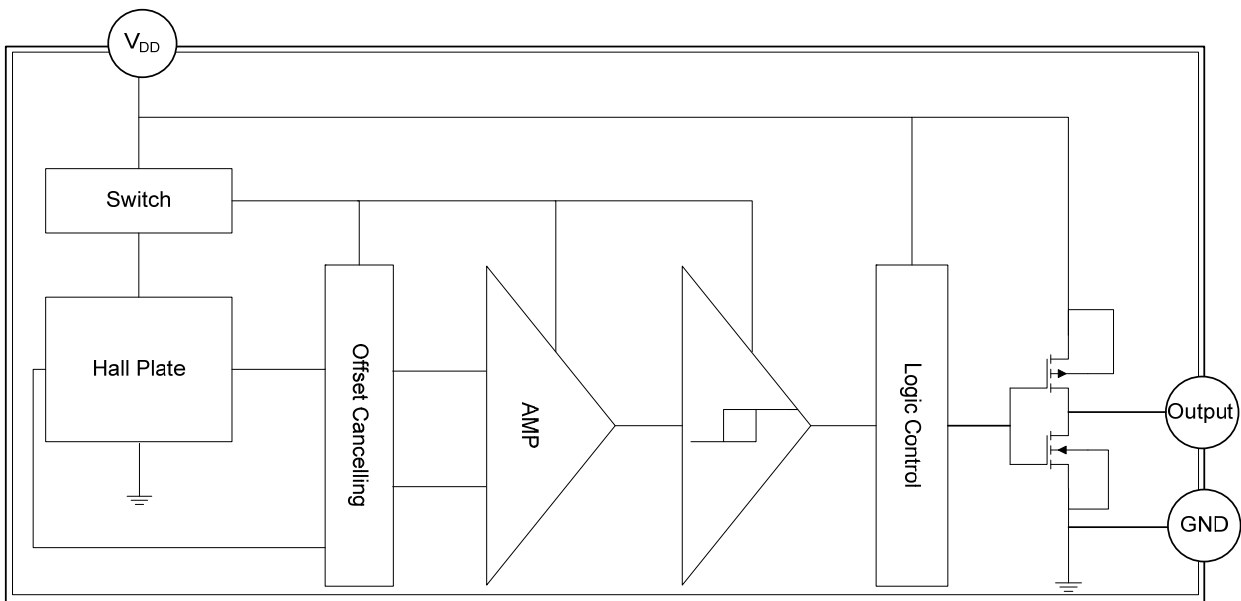 VDD
Switch
Hall Plate
Offset Cancelling
AMP
Logic Control
Output
GND